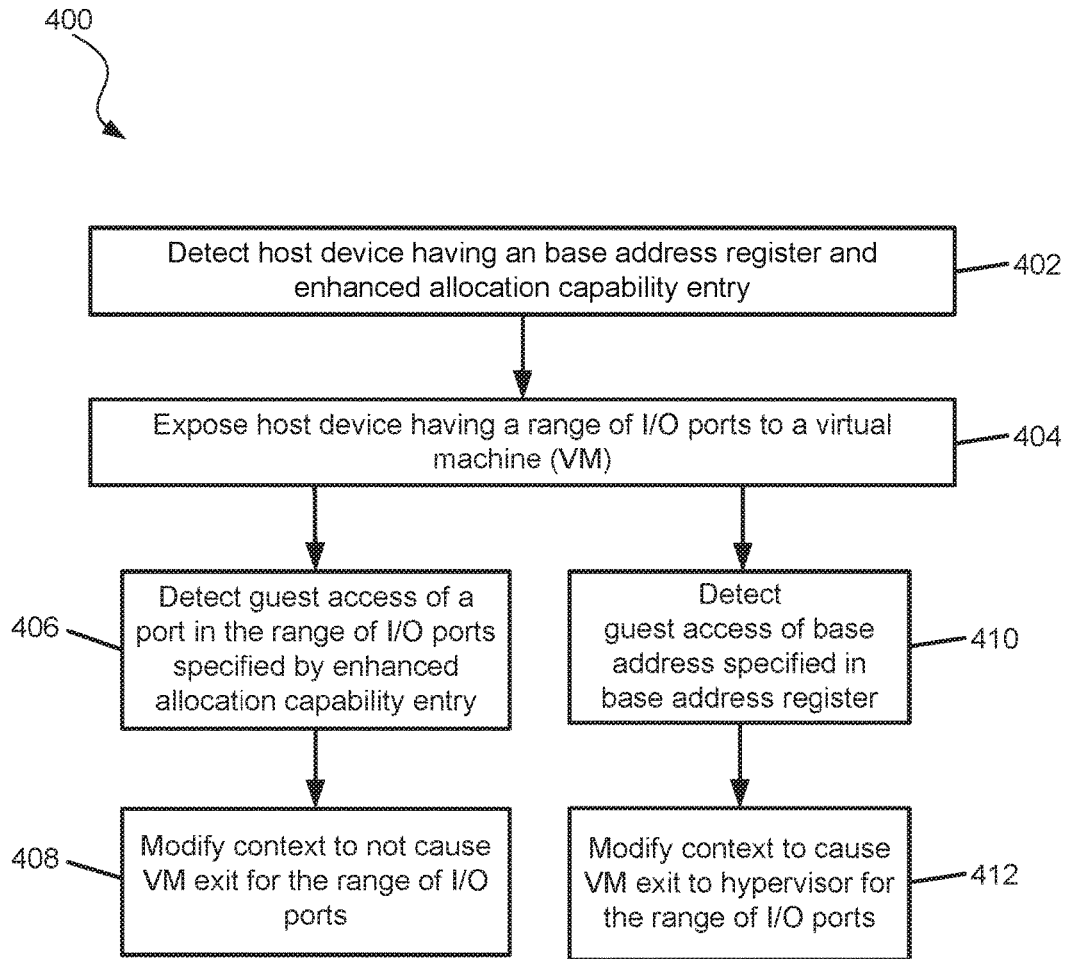 400
Detect host device having an base address register and
enhanced allocation capability entry
402
Expose host device having a range of I/O ports to a virtual
machine (VM)
404
Detect guest access of a
port in the range of I/O ports
specified by enhanced
allocation capability entry
406
Detect
guest access of base
address specified in
base address register
410
Modify context to not cause
VM exit for the range of I/O
ports
408
Modify context to cause
VM exit to hypervisor for
the range of I/O ports
412